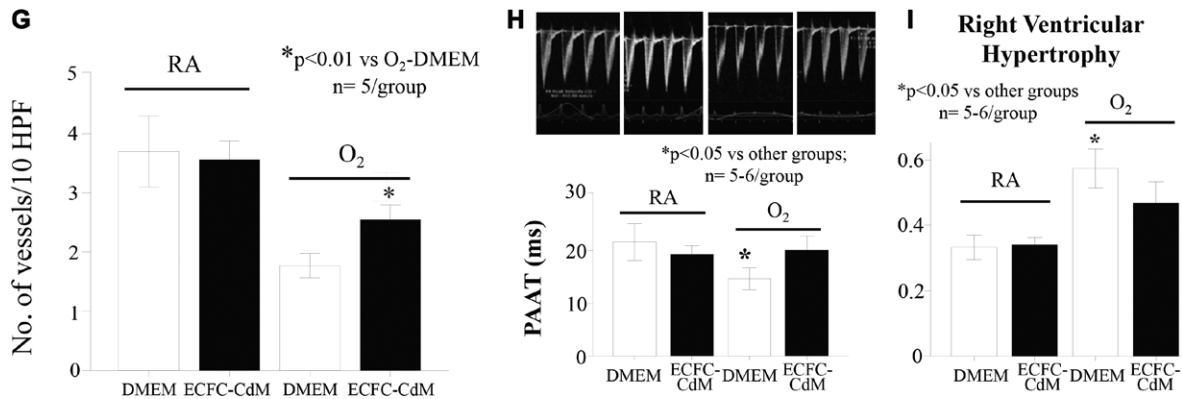 G
*p<0.01 vs O₂-DMEM
n= 5/group
RA
O₂
*
No. of vessels/10 HPF
5
4
3
2
1
0
DMEM ECFC-CdM DMEM ECFC-CdM
H
*p<0.05 vs other groups;
n= 5-6/group
RA
O₂
*
PAAT (ms)
30
20
10
0
DMEM ECFC-CdM DMEM ECFC-CdM
I
Right Ventricular
Hypertrophy
*p<0.05 vs other groups
n= 5-6/group
O₂
*
RA
0.6
0.4
0.2
0
DMEM ECFC-CdM DMEM ECFC-CdM